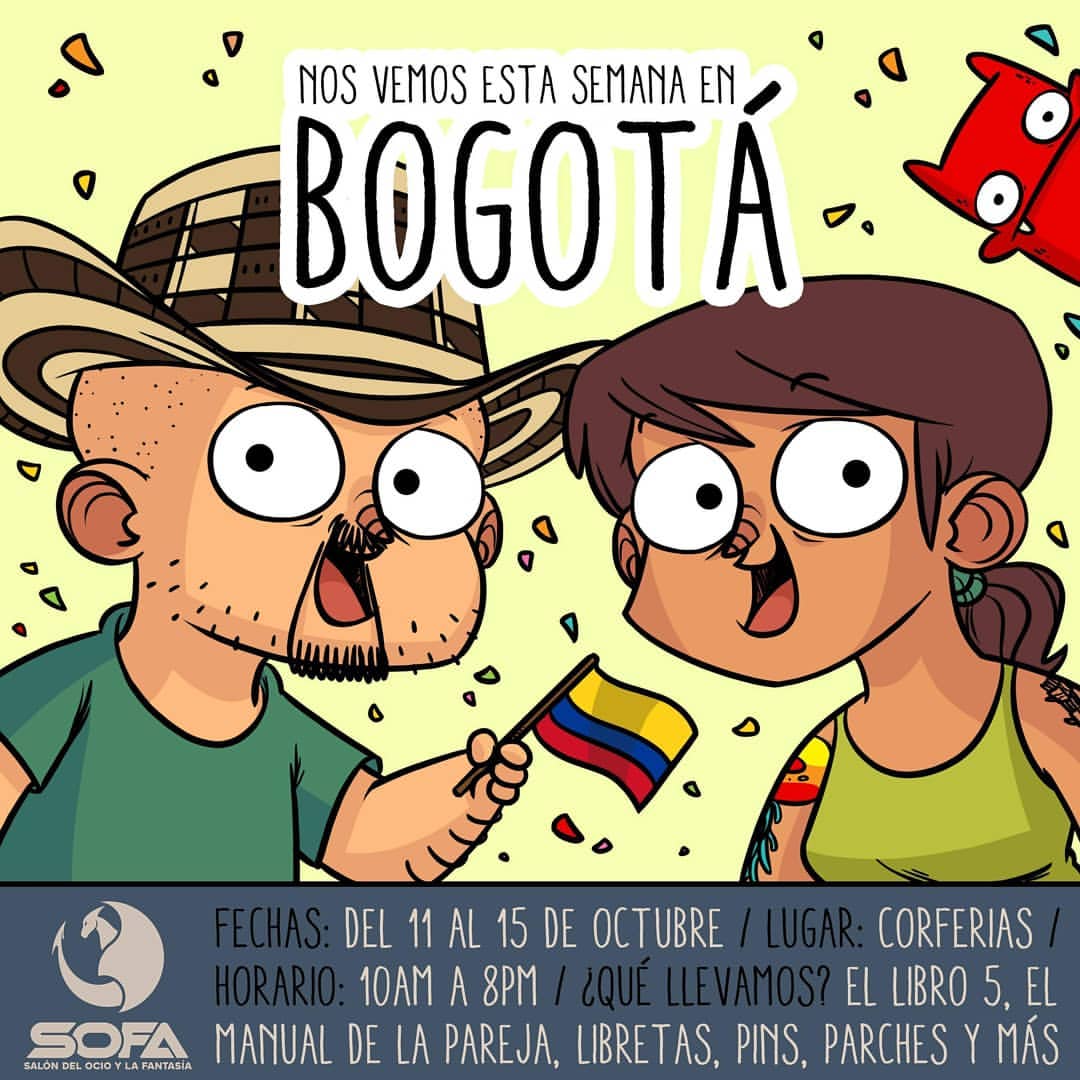 NOS VEMOS ESTA SEMANA EN
BOGOTÁ
FECHAS: DEL 11 AL 15 DE OCTUBRE / LUGAR: CORFERIAS /
HORARIO: 10AM A 8PM / ¿QUÉ LLEVAMOS? EL LIBRO 5, EL
MANUAL DE LA PAREJA, LIBRETAS, PINS, PARCHES Y MÁS
SOFA
SALÓN DEL OCIO Y LA FANTASÍA